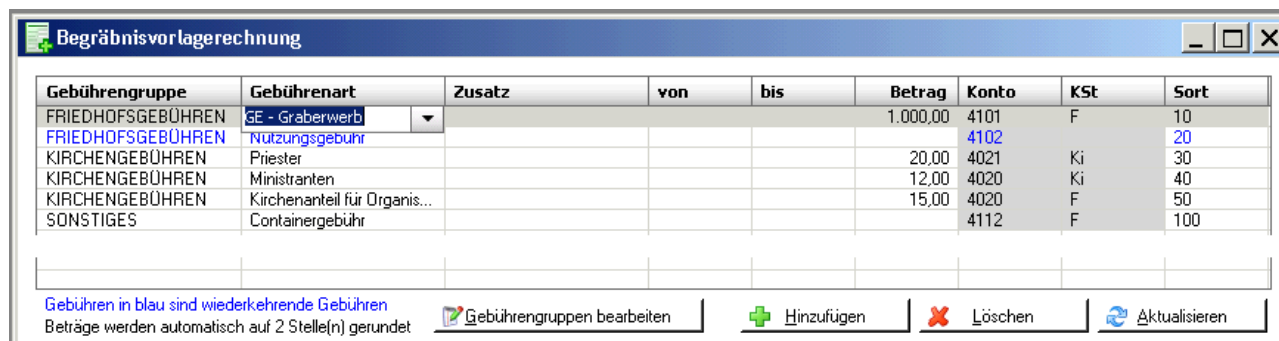 Begräbnisvorlagerechnung
Gebührengruppe Gebührenart Zusatz von bis Betrag Konto KSt Sort
FRIEDHOFSGEBÜHREN GE - Graberwerb 1.000,00 4101 F 10
FRIEDHOFSGEBÜHREN Nutzungsgebühr 4102 20
KIRCHENGEBÜHREN Priester 20,00 4021 Ki 30
KIRCHENGEBÜHREN Ministranten 12,00 4020 Ki 40
KIRCHENGEBÜHREN Kirchenanteil für Organis... 15,00 4020 F 50
SONSTIGES Containergebühr 4112 F 100
Gebühren in blau sind wiederkehrende Gebühren
Beträge werden automatisch auf 2 Stelle(n) gerundet
Gebührengruppen bearbeiten Hinzufügen Löschen Aktualisieren